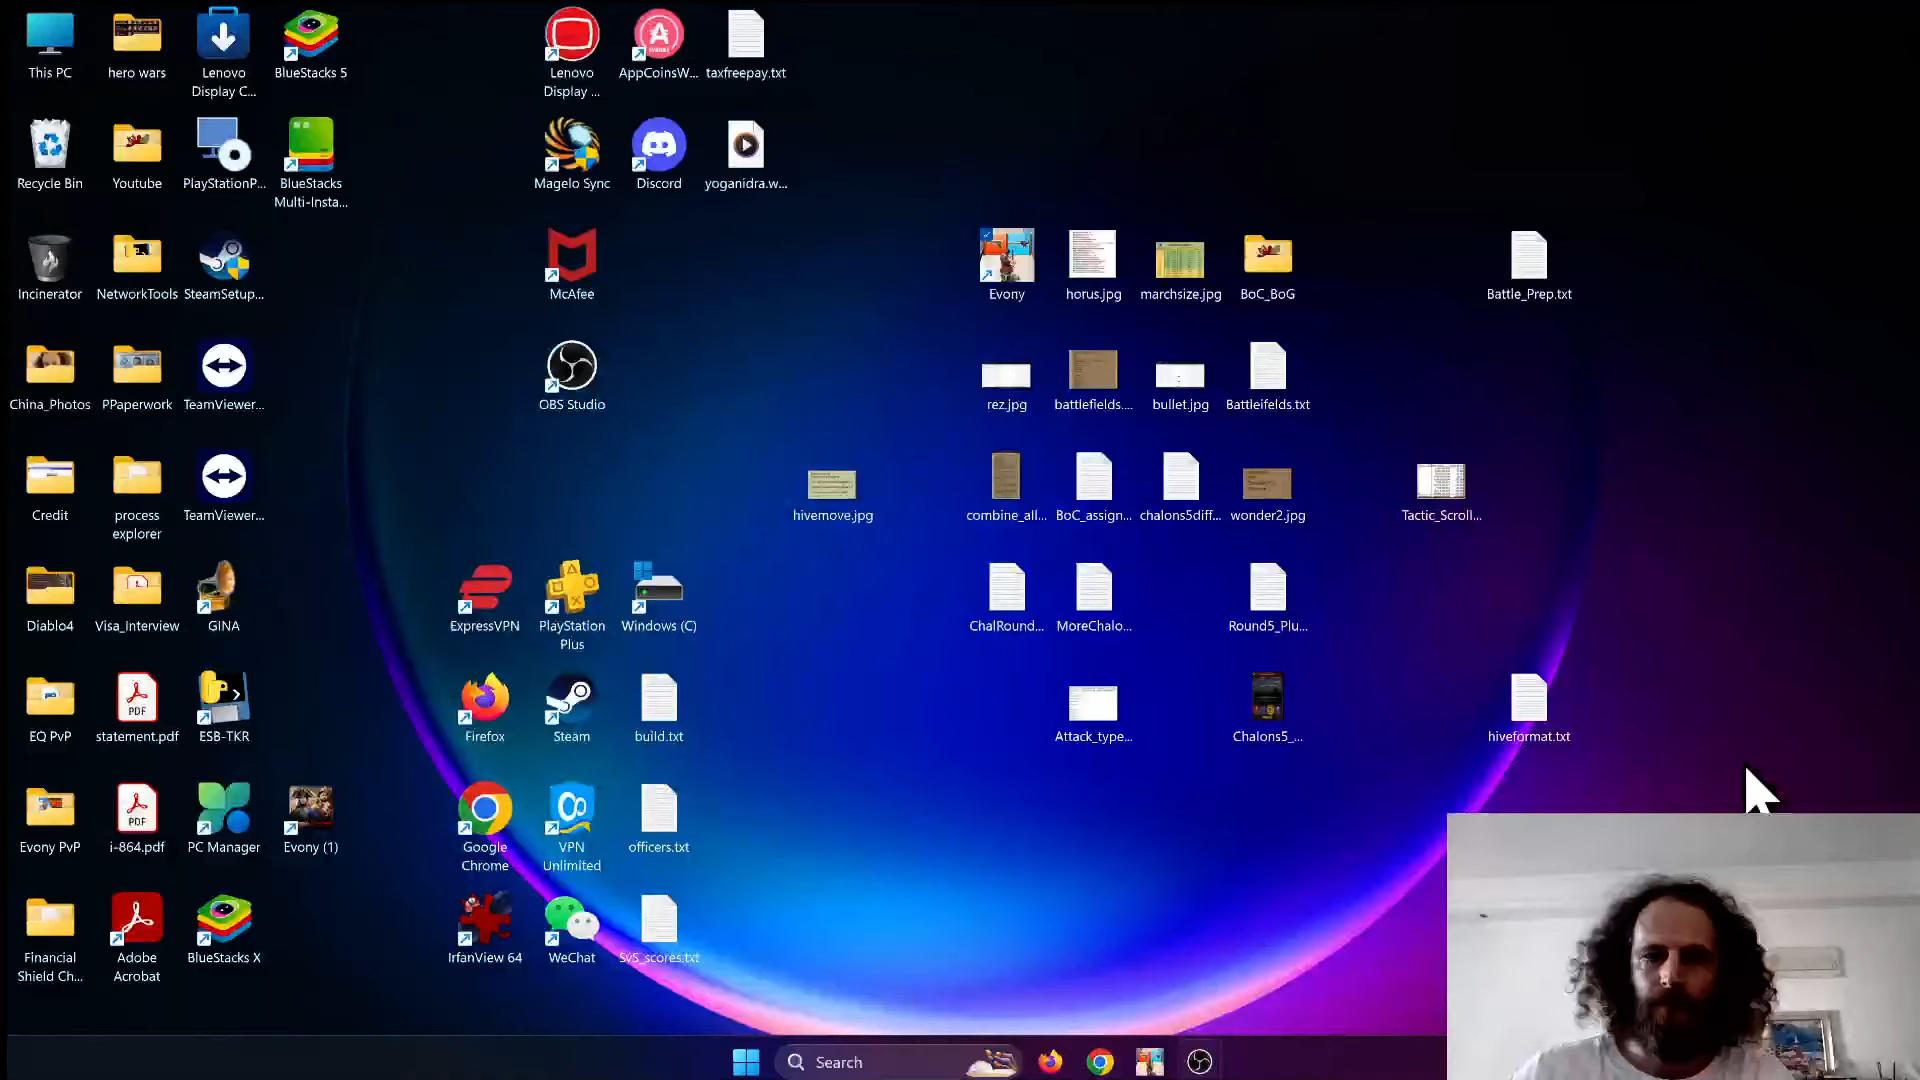 This PC
hero wars
Lenovo
Display C...
BlueStacks 5
Lenovo
Display ...
AppCoinsW...
taxfreepay.txt
Recycle Bin
Youtube
PlayStationP...
BlueStacks
Multi-Insta...
Magelo Sync
Discord
yoganidra.w...
Incinerator
NetworkTools
SteamSetup...
McAfee
Evony
horus.jpg
marchsize.jpg
BoC_BoG
Battle_Prep.txt
China_Photos
PPaperwork
TeamViewer...
OBS Studio
rez.jpg
battlefields....
bullet.jpg
Battleifelds.txt
Credit
process
explorer
TeamViewer...
hivemove.jpg
combine_all...
BoC_assign...
chalons5diff...
wonder2.jpg
Tactic_Scroll...
Diablo4
Visa_Interview
GINA
ExpressVPN
PlayStation
Plus
Windows (C)
ChalRound...
MoreChalo...
Round5_Plu...
EQ PvP
PDF
statement.pdf
ESB-TKR
Firefox
Steam
build.txt
Attack_type...
Chalons5_...
hiveformat.txt
Evony PvP
PDF
i-864.pdf
PC Manager
Evony (1)
Google
Chrome
VPN
Unlimited
officers.txt
Financial
Shield Ch...
Adobe
Acrobat
BlueStacks X
IrfanView 64
WeChat
SvS_scores.txt
Search